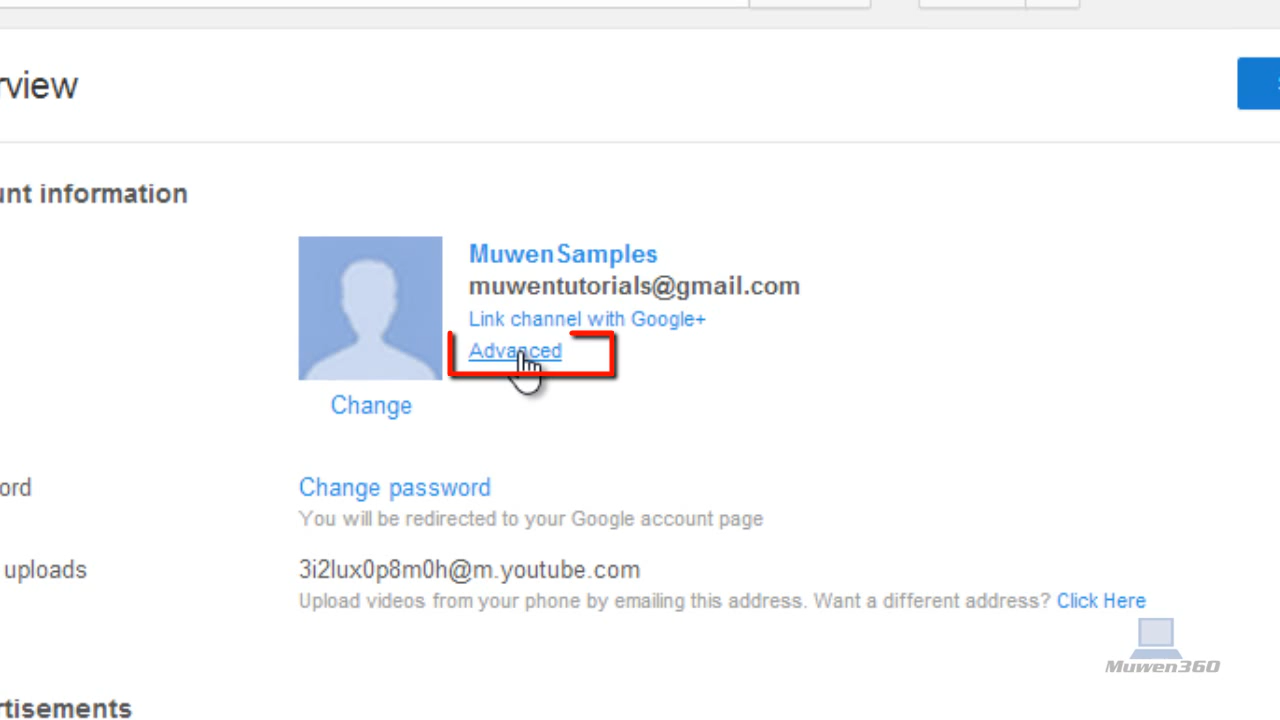 rview
unt information
MuwenSamples
muwentutorials@gmail.com
Link channel with Google+
Advanced
Change
ord
Change password
You will be redirected to your Google account page
uploads
3i2lux0p8m0h@m.youtube.com
Upload videos from your phone by emailing this address. Want a different address? Click Here
Muwen360
rtisements